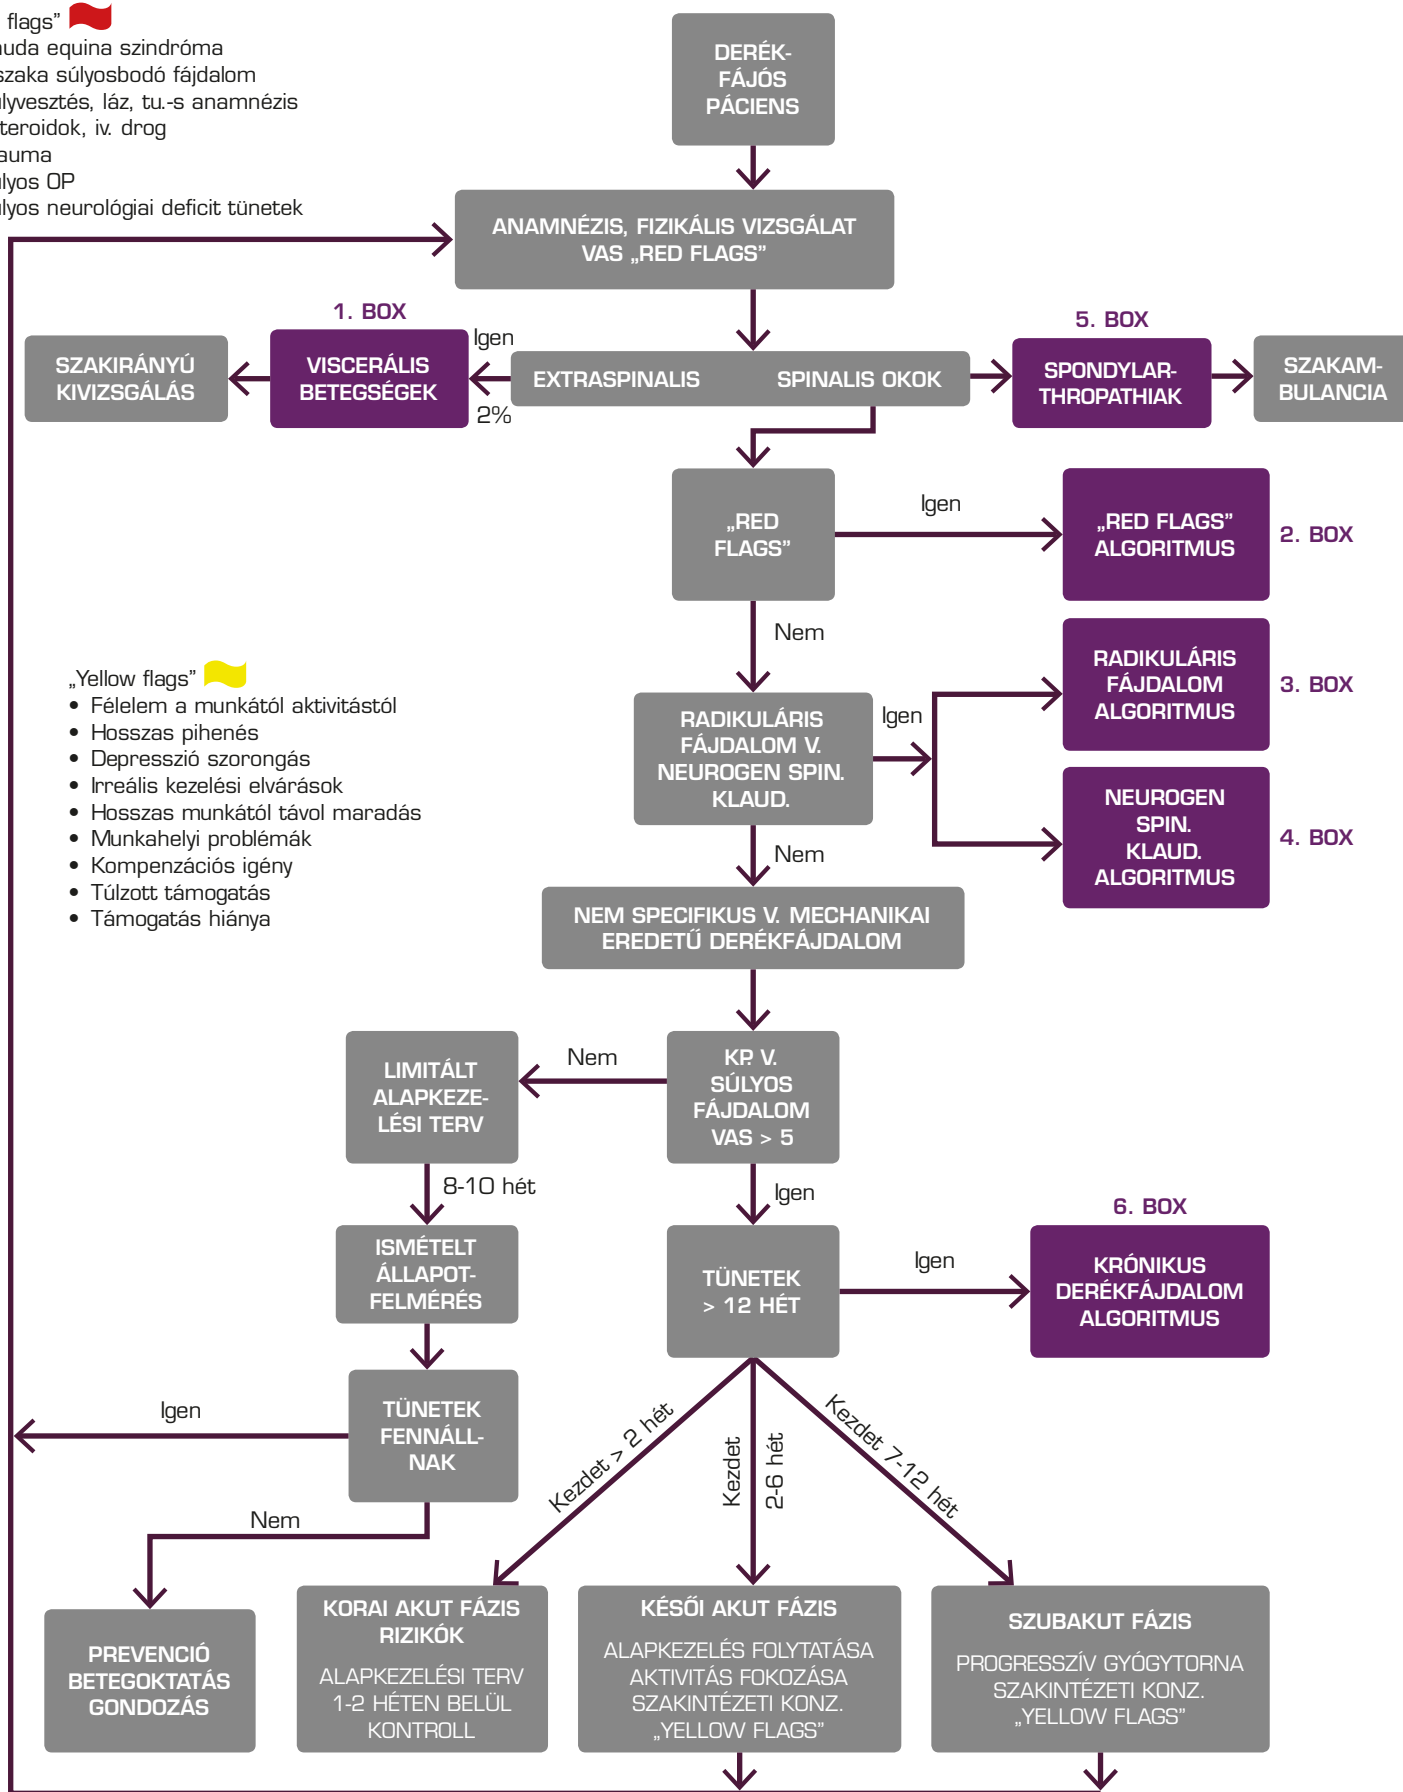 flags”
uda equina szindróma
szaka súlyosbodó fájdalom
lyvesztés, láz, tu.-s anamnézis
teroidok, iv. drog
auma
lyos OP
lyos neurológiai deficit tünetek
DERÉK-
FÁJÓS
PÁCIENS
ANAMNÉZIS, FIZIKÁLIS VIZSGÁLAT
VAS „RED FLAGS”
1. BOX
5. BOX
SZAKIRÁNYÚ
KIVIZSGÁLÁS
VISCERÁLIS
BETEGSÉGEK
Igen
2%
EXTRASPINALIS SPINALIS OKOK
SPONDYLAR-
THROPATHIAK
SZAKAM-
BULANCIA
„RED
FLAGS”
Igen
„RED FLAGS”
ALGORITMUS
2. BOX
Nem
„Yellow flags”
• Félelem a munkától aktivitástól
• Hosszas pihenés
• Depresszió szorongás
• Irreális kezelési elvárások
• Hosszas munkától távol maradás
• Munkahelyi problémák
• Kompenzációs igény
• Túlzott támogatás
• Támogatás hiánya
RADIKULÁRIS
FÁJDALOM V.
NEUROGEN SPIN.
KLAUD.
Igen
RADIKULÁRIS
FÁJDALOM
ALGORITMUS
3. BOX
NEUROGEN
SPIN.
KLAUD.
ALGORITMUS
4. BOX
Nem
NEM SPECIFIKUS V. MECHANIKAI
EREDETŰ DERÉKFÁJDALOM
LIMITÁLT
ALAPKEZE-
LÉSI TERV
Nem
KP. V.
SÚLYOS
FÁJDALOM
VAS > 5
8-10 hét
Igen
6. BOX
ISMÉTELT
ÁLLAPOT-
FELMÉRÉS
TÜNETEK
> 12 HÉT
Igen
KRÓNIKUS
DERÉKFÁJDALOM
ALGORITMUS
Igen
TÜNETEK
FENNÁLL-
NAK
Kezdet > 2 hét
Kezdet
2-6 hét
Kezdet 7-12 hét
Nem
PREVENCIÓ
BETEGOKTATÁS
GONDOZÁS
KORAI AKUT FÁZIS
RIZIKÓK
ALAPKEZELÉSI TERV
1-2 HÉTEN BELÜL
KONTROLL
KÉSŐI AKUT FÁZIS
ALAPKEZELÉS FOLYTATÁSA
AKTIVITÁS FOKOZÁSA
SZAKINTÉZETI KONZ.
„YELLOW FLAGS”
SZUBAKUT FÁZIS
PROGRESSZÍV GYÓGYTORNA
SZAKINTÉZETI KONZ.
„YELLOW FLAGS”